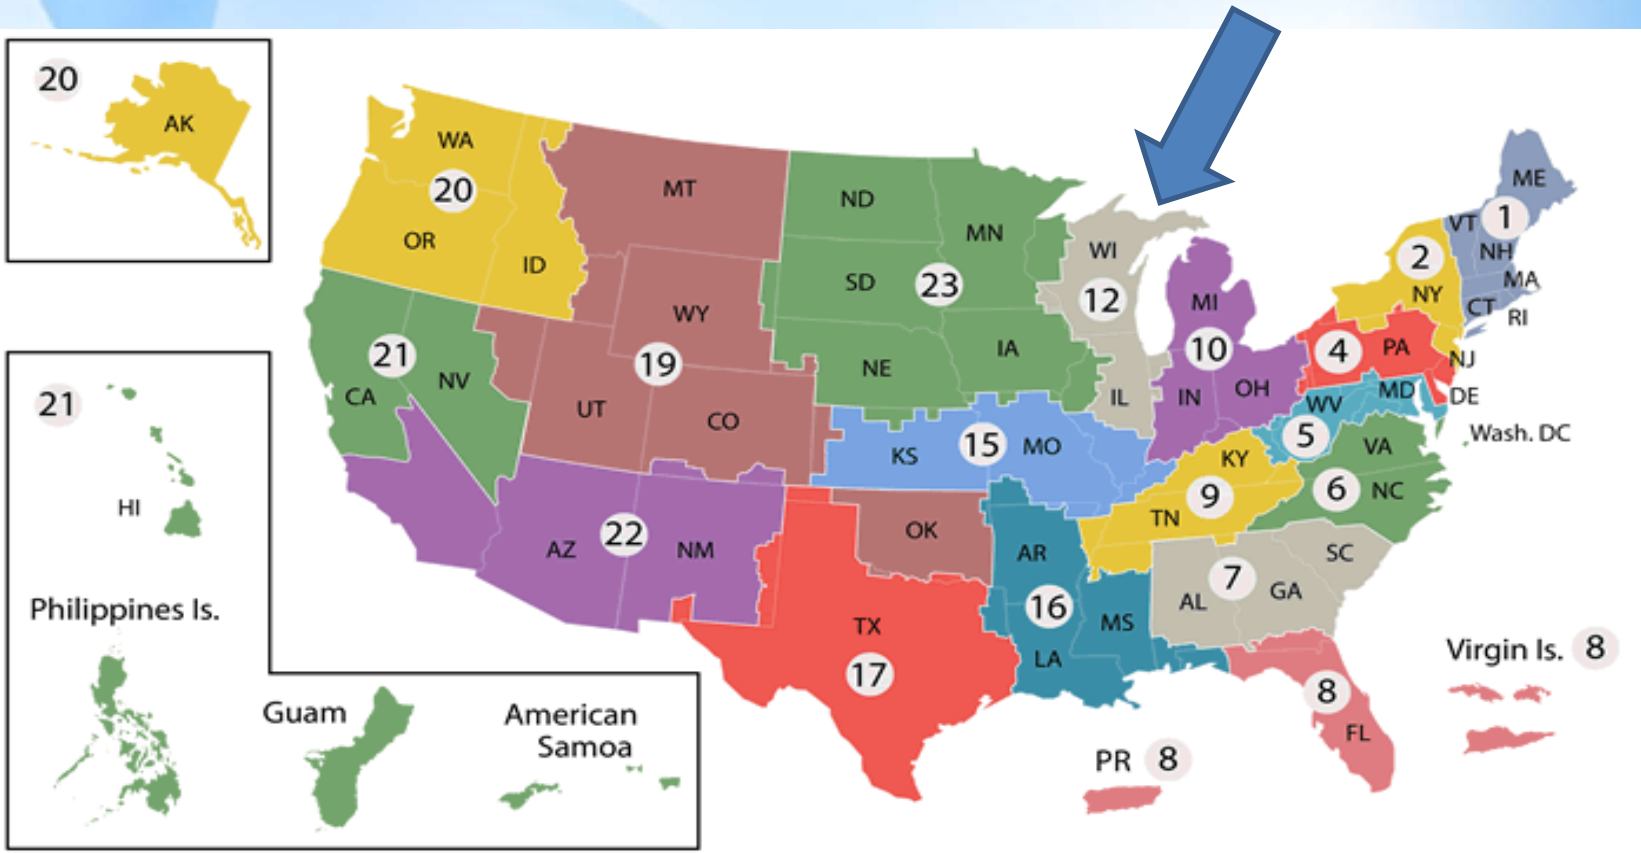 20
AK
WA
20
OR
ID
MT
WY
19
UT
CO
ND
MN
SD
23
NE
IA
WI
12
IL
MI
10
IN
OH
ME
VT
1
NH
MA
CT
RI
2
NY
4
PA
NJ
DE
MD
WV
5
Wash. DC
VA
6
NC
21
CA
NV
KS
15
MO
KY
9
TN
22
AZ
NM
OK
AR
16
MS
LA
TX
17
AL
7
GA
SC
8
FL
21
HI
Philippines Is.
Guam
American
Samoa
PR 8
Virgin Is. 8